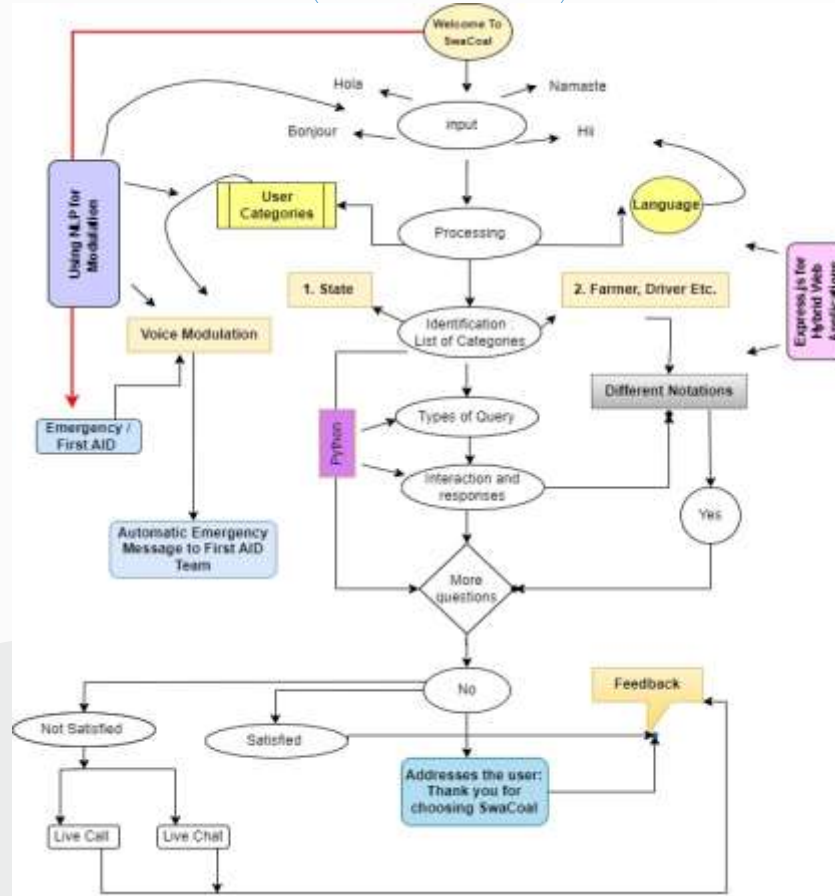 Welcome To
SwaCoal
Hola
Namaste
Bonjour
input
Hii
Using NLP for
Modulation
User
Categories
Language
Processing
Express.js for
Hybrid Web
Applications
1. State
2. Farmer, Driver Etc.
Identification :
List of Categories
Voice Modulation
Different Notations
Emergency /
First AID
Python
Types of Query
Interaction and
responses
Yes
Automatic Emergency
Message to First AID
Team
More
questions
No
Feedback
Not Satisfied
Satisfied
Addresses the user:
Thank you for
choosing SwaCoal
Live Call
Live Chat